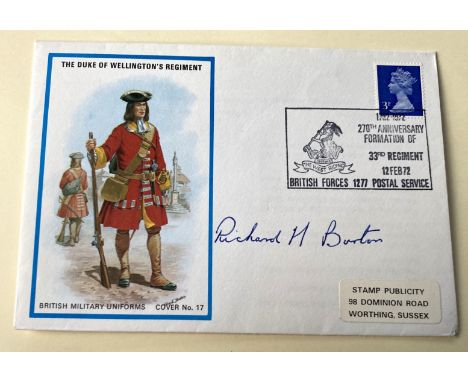 THE DUKE OF WELLINGTON'S REGIMENT
3P
1702-1972
270TH ANNIVERSARY
FORMATION OF
33RD REGIMENT
12 FEB 72
BRITISH FORCES 1277 POSTAL SERVICE
Richard H Burton
BRITISH MILITARY UNIFORMS COVER No. 17
STAMP PUBLICITY
98 DOMINION ROAD
WORTHING, SUSSEX